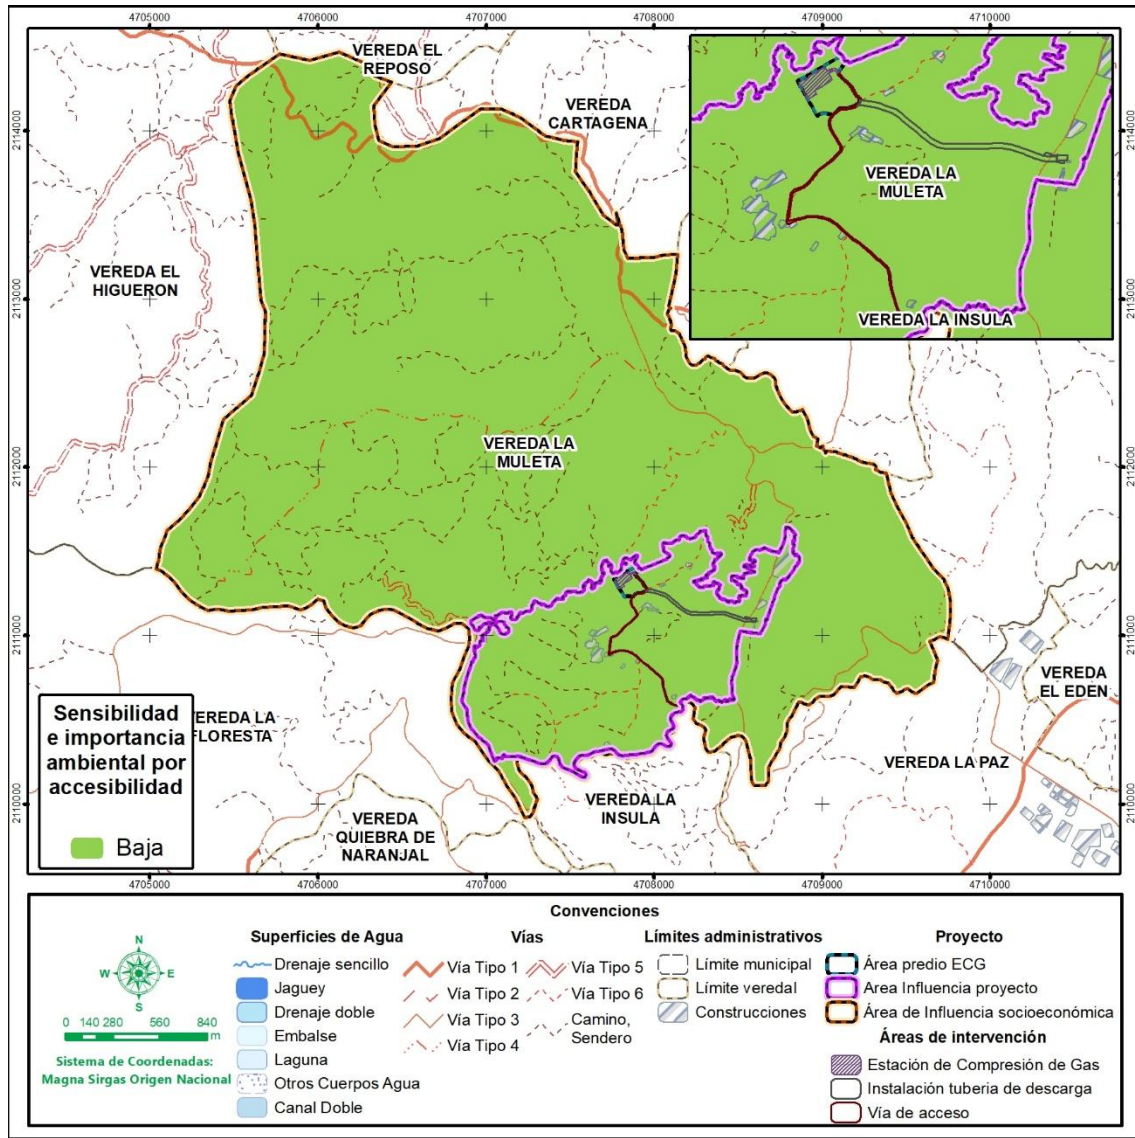 4705000
4706000
4707000
4708000
4709000
4710000
2114000
2113000
2112000
2111000
2110000
2114000
2113000
2112000
2111000
2110000
VEREDA EL
REPOSO
VEREDA
CARTAGENA
VEREDA EL
HIGUERON
VEREDA LA
MULETA
VEREDA LA INSULA
VEREDA LA
MULETA
VEREDA
EL EDEN
VEREDA LA PAZ
VEREDA LA
INSULA
VEREDA
QUIEBRA DE
NARANJAL
VEREDA LA
FLORESTA
Sensibilidad
e importancia
ambiental por
accesibilidad
Baja
4705000
4706000
4707000
4708000
4709000
4710000
Convenciones
N
W
E
S
0 140 280 560 840
m
Sistema de Coordenadas:
Magna Sirgas Origen Nacional
Superficies de Agua
Drenaje sencillo
Jaguey
Drenaje doble
Embalse
Laguna
Otros Cuerpos Agua
Canal Doble
Vías
Vía Tipo 1
Vía Tipo 2
Vía Tipo 3
Vía Tipo 4
Vía Tipo 5
Vía Tipo 6
Camino,
Sendero
Límites administrativos
Límite municipal
Límite veredal
Construcciones
Proyecto
Área predio ECG
Area Influencia proyecto
Área de Influencia socioeconómica
Áreas de intervención
Estación de Compresión de Gas
Instalación tuberia de descarga
Vía de acceso